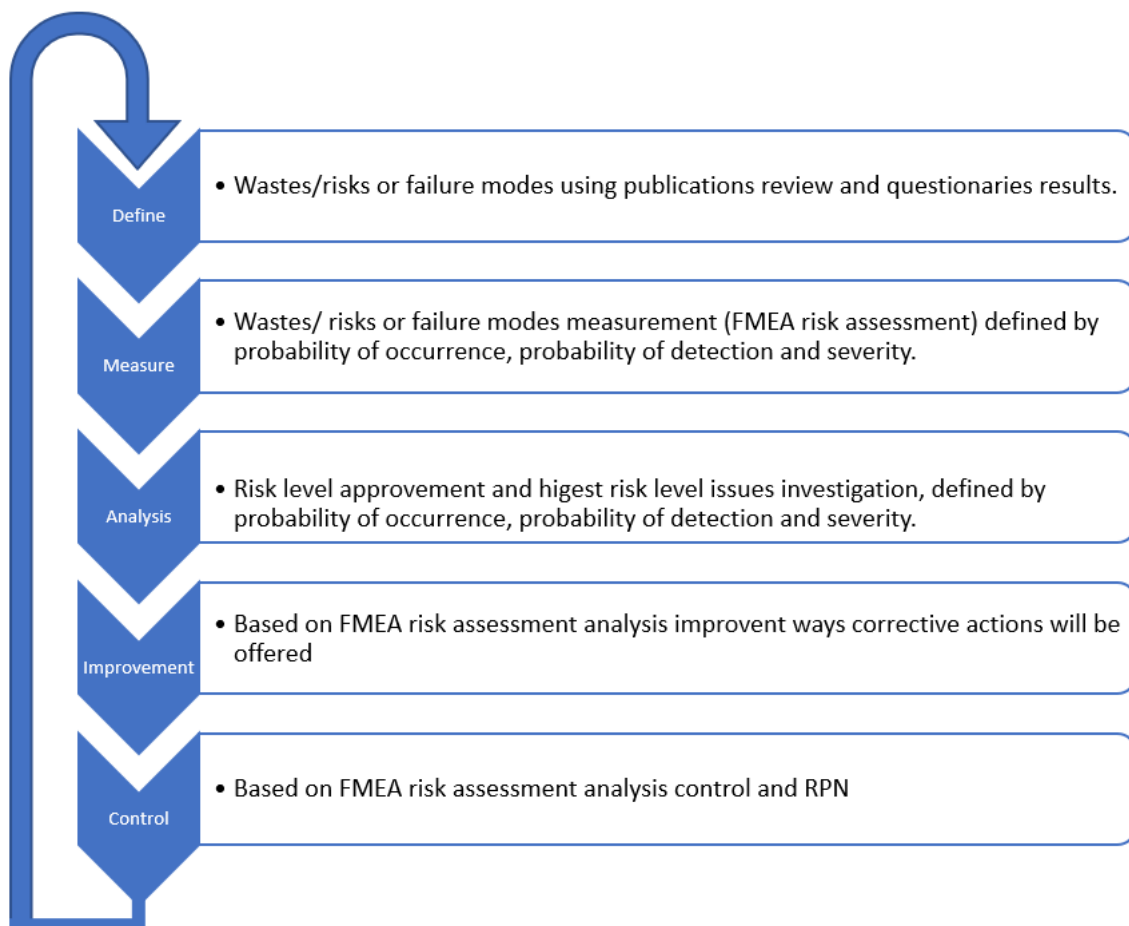 Define
• Wastes/risks or failure modes using publications review and questionaries results.
Measure
• Wastes/ risks or failure modes measurement (FMEA risk assessment) defined by
probability of occurrence, probability of detection and severity.
Analysis
• Risk level approvement and higest risk level issues investigation, defined by
probability of occurrence, probability of detection and severity.
Improvement
• Based on FMEA risk assessment analysis improvent ways corrective actions will be
offered
Control
• Based on FMEA risk assessment analysis control and RPN